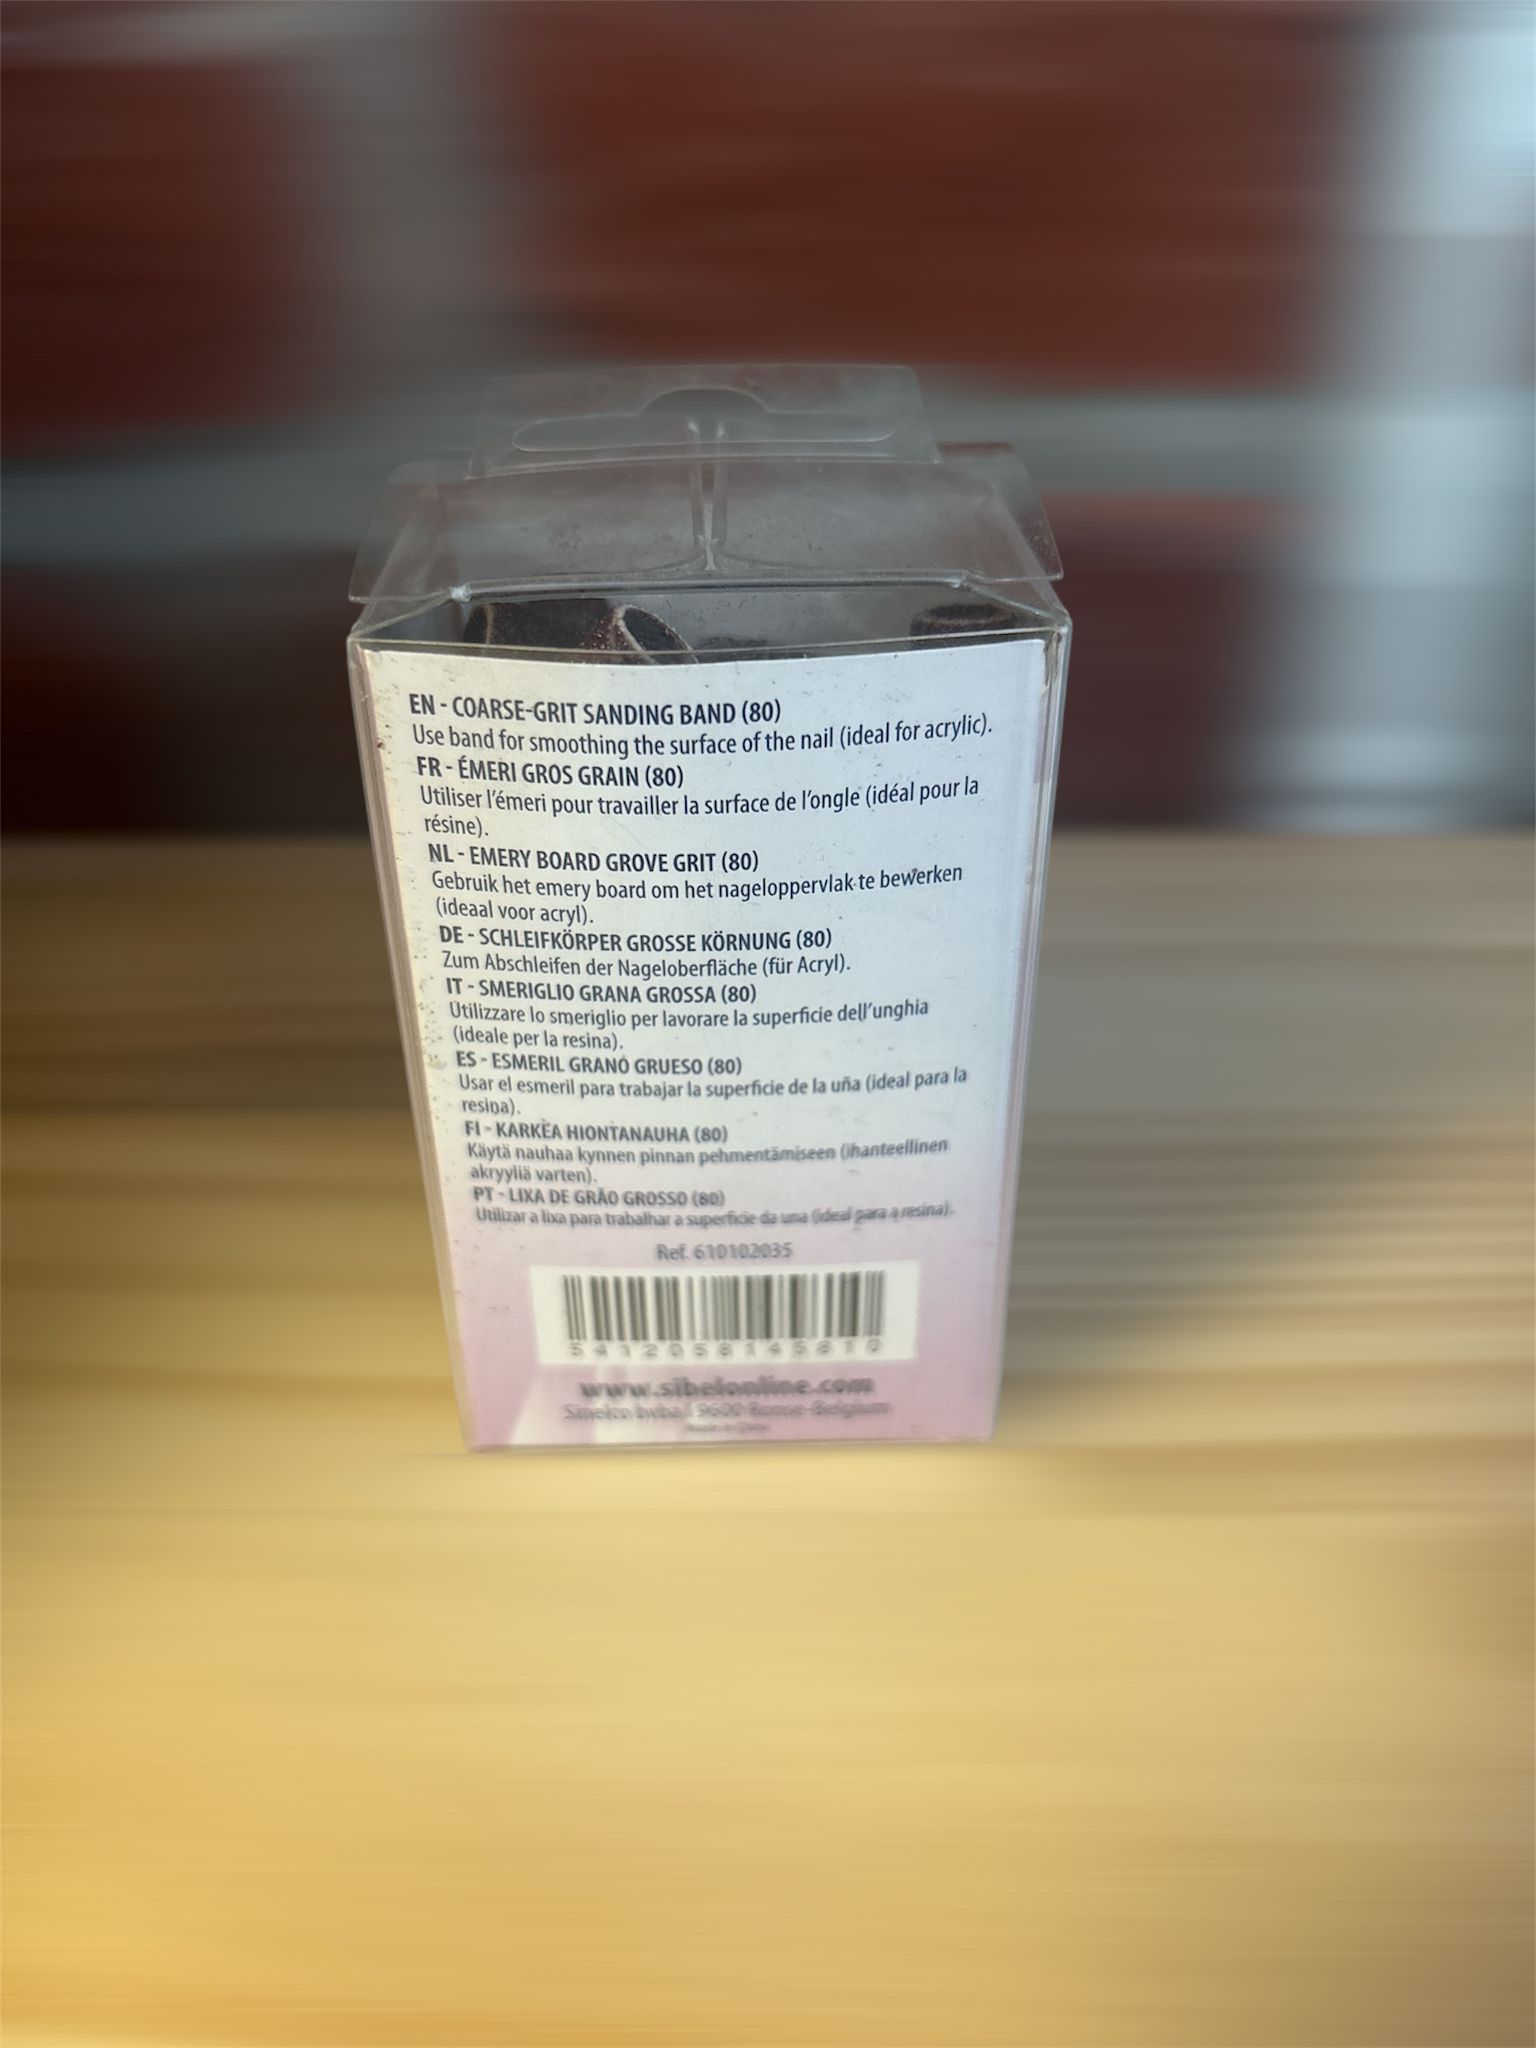 EN - COARSE-GRIT SANDING BAND (80)
Use band for smoothing the surface of the nail (ideal for acrylic).
FR - ÉMERI GROS GRAIN (80)
Utiliser l'émeri pour travailler la surface de l'ongle (idéal pour la
résine).
NL - EMERY BOARD GROVE GRIT (80)
Gebruik het emery board om het nageloppervlak te bewerken
(ideaal voor acryl).
DE - SCHLEIFKÖRPER GROSSE KÖRNUNG (80)
Zum Abschleifen der Nageloberfläche (für Acryl).
IT - SMERIGLIO GRANA GROSSA (80)
Utilizzare lo smeriglio per lavorare la superficie dell'unghia
(ideale per la resina).
ES - ESMERIL GRANO GRUESO (80)
Usar el esmeril para trabajar la superficie de la uña (ideal para la
resina).
FI - KARKEA HIONTANAUHA (80)
Käytä nauhaa kynnen pinnan pehmentämiseen (ihanteellinen
akryyliä varten).
PT - LIXA DE GRÃO GROSSO (80)
Utilizar a lixa para trabalhar a superficie da una (ideal para a resina).
Ref. 610102035
5412058145810
www.sibelonline.com
Sinelco bvba / 9600 Ronse-Belgium